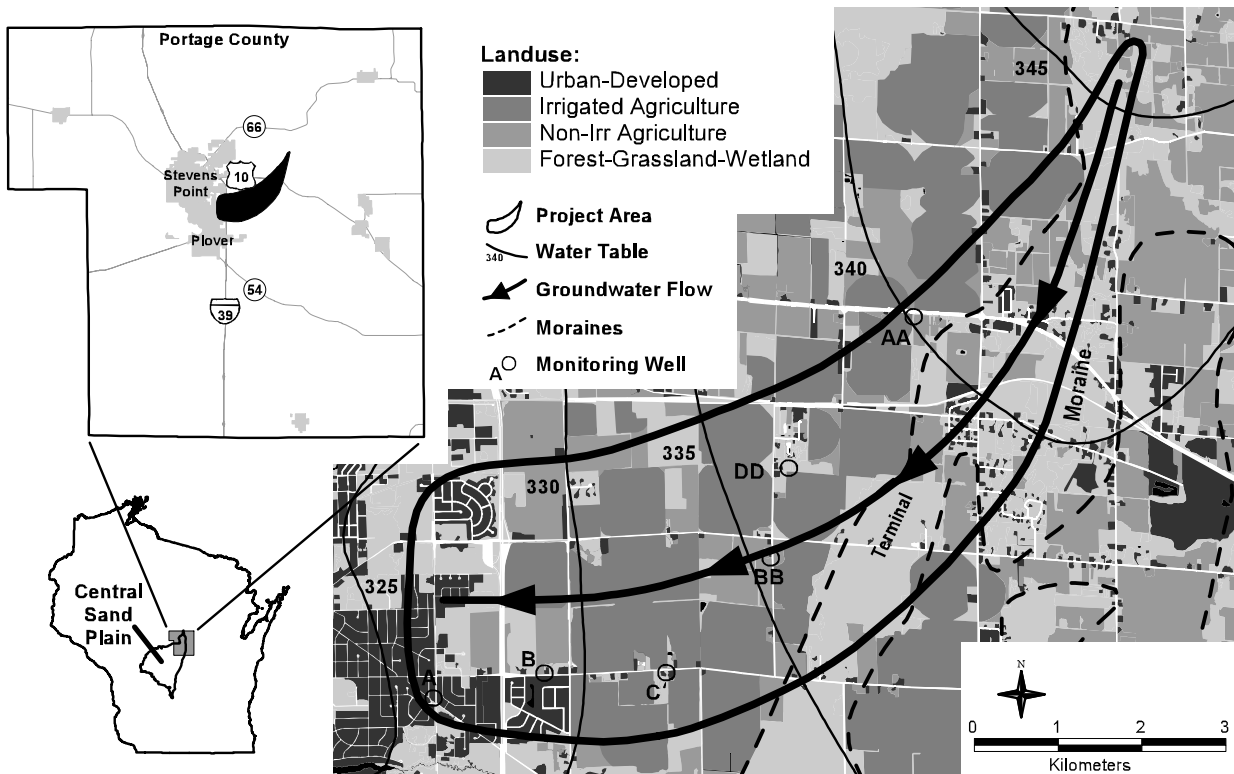 Portage County
66
Stevens
Point
10
Plover
54
39
Central
Sand
Plain
Landuse:
Urban-Developed
Irrigated Agriculture
Non-Irr Agriculture
Forest-Grassland-Wetland
Project Area
340
Water Table
Groundwater Flow
Moraines
A
Monitoring Well
345
340
AA
Moraine
335
DD
330
Terminal
BB
325
B
C
A
N
0 1 2 3
Kilometers